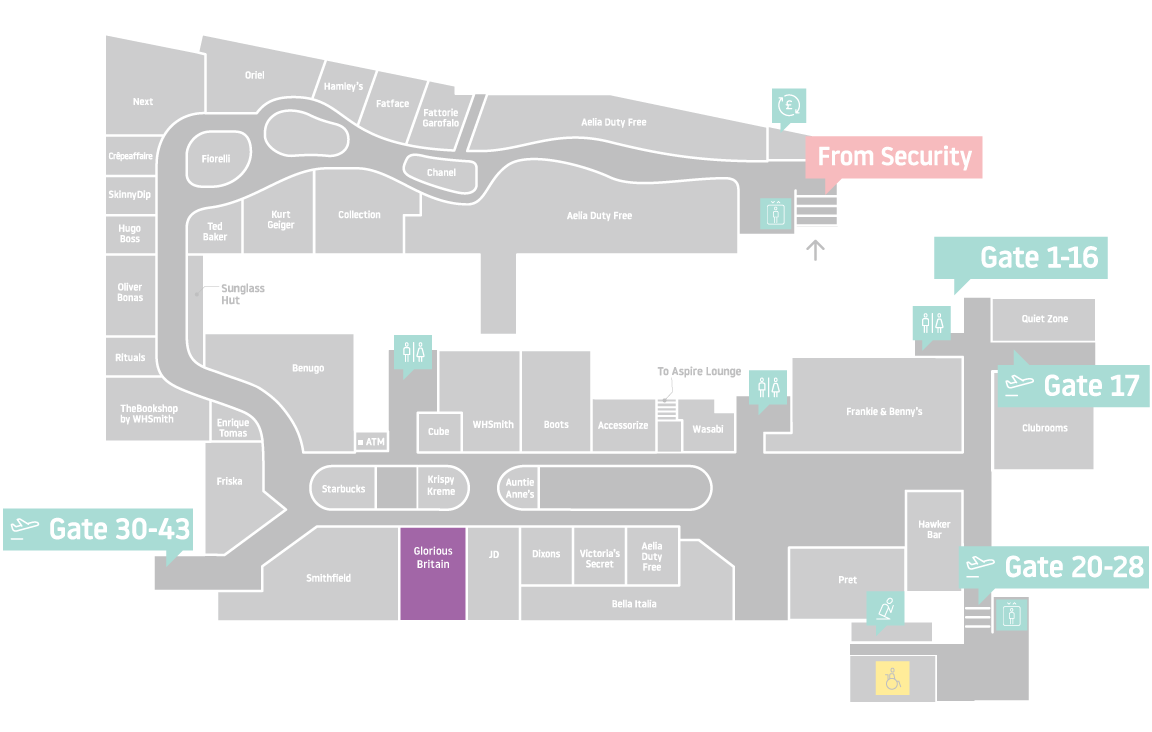 Oriel
Hamley's
Next
Fatface
Fattorie
Garofalo
Aelia Duty Free
£
From Security
Crêpeaffaire
Fiorelli
Chanel
SkinnyDip
Hugo
Boss
Ted
Baker
Kurt
Geiger
Collection
Aelia Duty Free
Gate 1-16
Oliver
Bonas
Sunglass
Hut
Quiet Zone
Rituals
Benugo
To Aspire Lounge
Gate 17
TheBookshop
by WHSmith
Enrique
Tomas
ATM
Cube
WHSmith
Boots
Accessorize
Wasabi
Frankie & Benny's
Clubrooms
Friska
Starbucks
Krispy
Kreme
Auntie
Anne's
Gate 30-43
Hawker
Bar
Glorious
Britain
JD
Dixons
Victoria's
Secret
Aelia
Duty
Free
Gate 20-28
Smithfield
Pret
Bella Italia